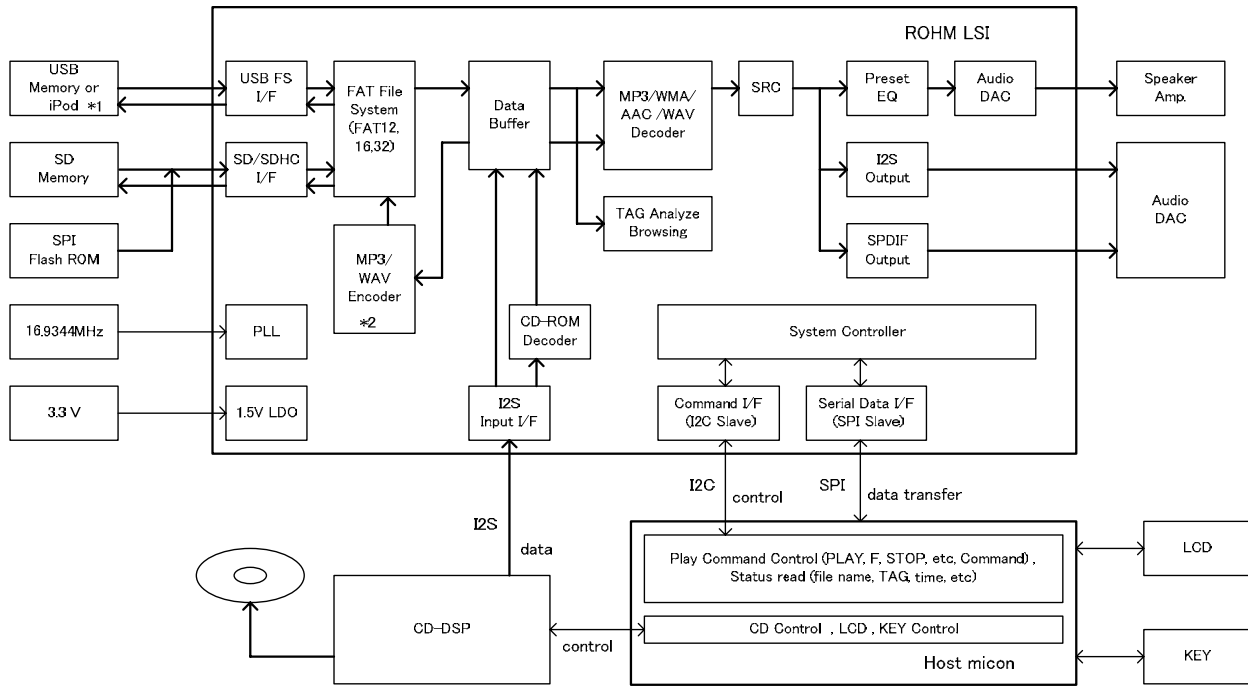 ROHM LSI
USB
Memory or
iPod *1
USB FS
I/F
FAT File
System
(FAT12,
16,32)
Data
Buffer
MP3/WMA/
AAC /WAV
Decoder
SRC
Preset
EQ
Audio
DAC
Speaker
Amp.
SD
Memory
SD/SDHC
I/F
I2S
Output
Audio
DAC
SPI
Flash ROM
MP3/
WAV
Encoder
*2
TAG Analyze
Browsing
SPDIF
Output
16.9344MHz
PLL
CD-ROM
Decoder
System Controller
3.3 V
1.5V LDO
I2S
Input I/F
Command I/F
(I2C Slave)
Serial Data I/F
(SPI Slave)
I2C
control
SPI
data transfer
I2S
data
Play Command Control (PLAY, F, STOP, etc, Command) ,
Status read (file name, TAG, time, etc)
LCD
CD-DSP
control
CD Control , LCD , KEY Control
Host micon
KEY